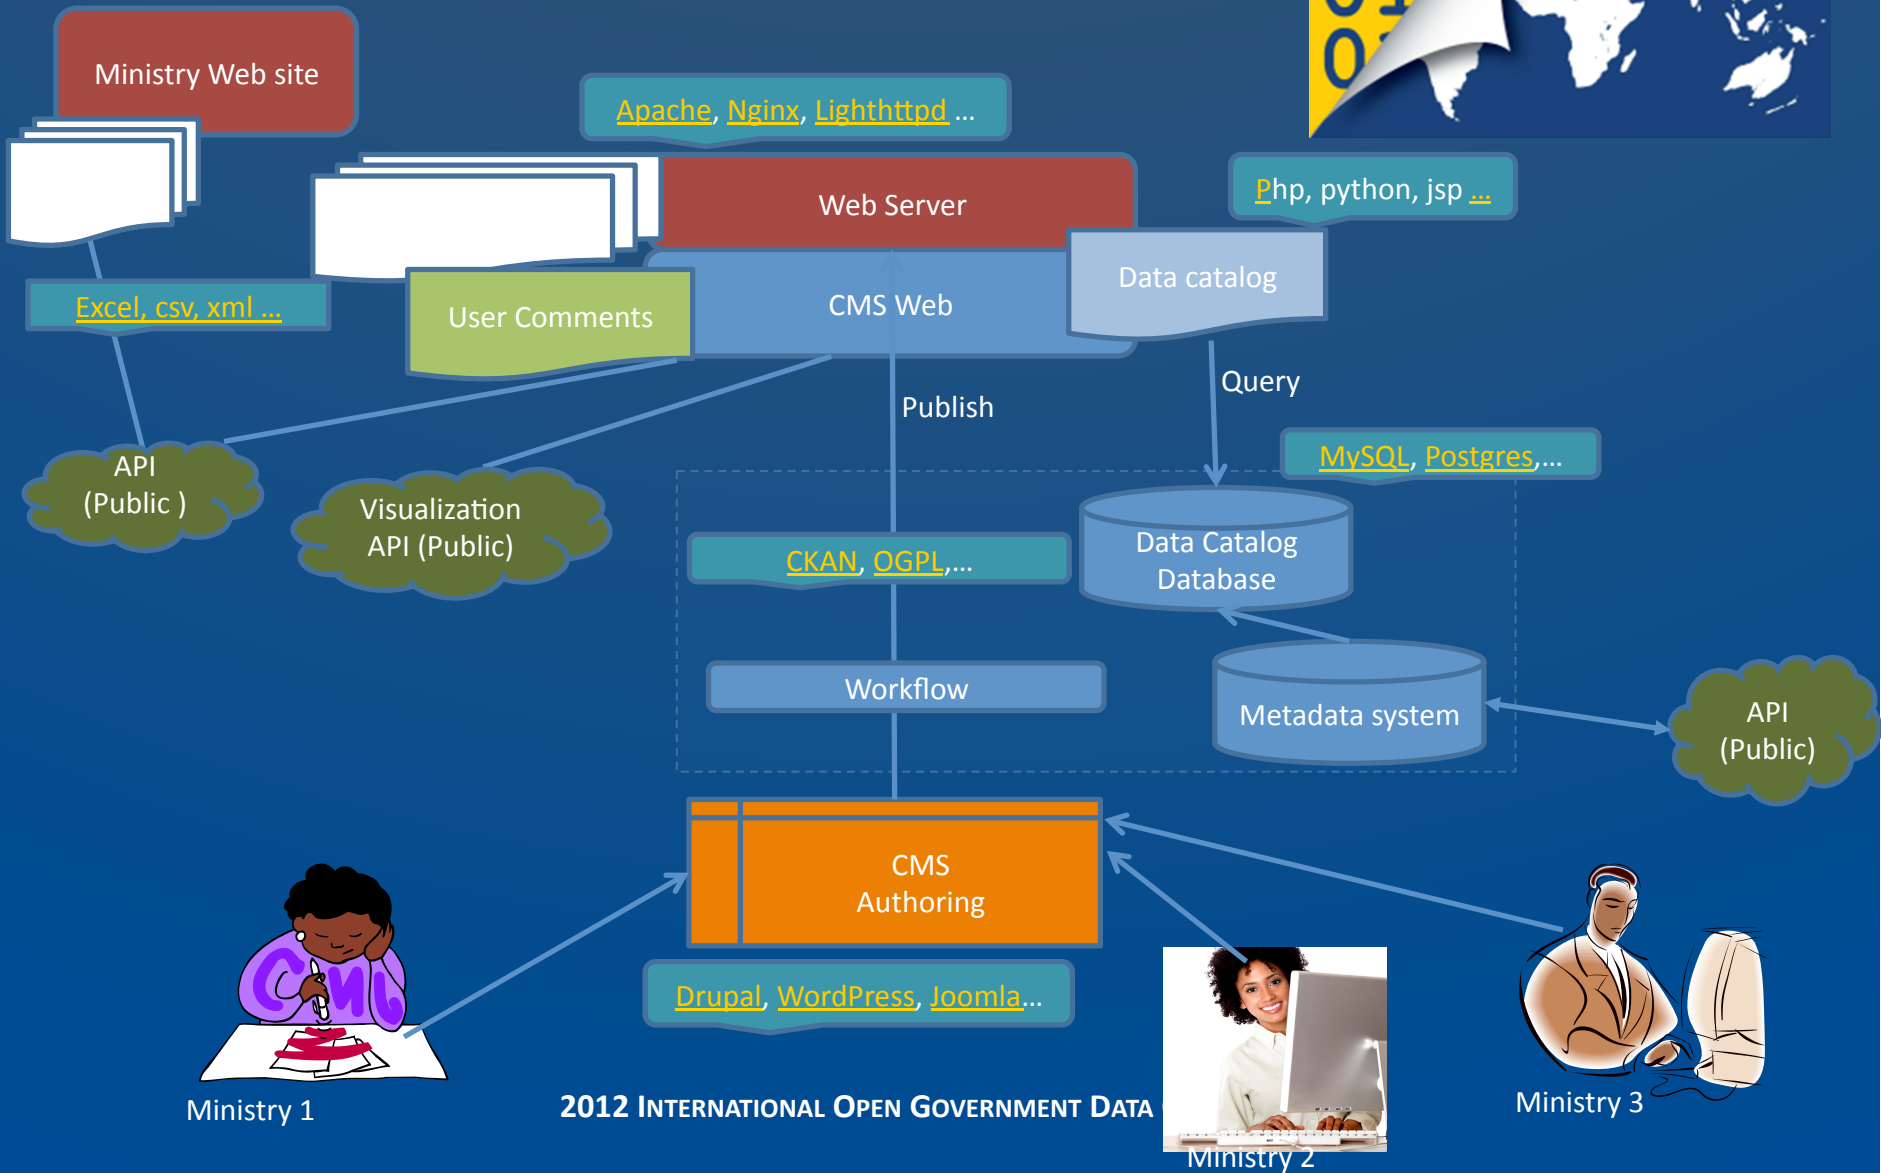 Ministry Web site
Apache, Nginx, Lighthttpd ...
Php, python, jsp ...
Web Server
Data catalog
Excel, csv, xml ...
User Comments
CMS Web
Query
Publish
API
(Public )
MySQL, Postgres,...
Visualization
API (Public)
CKAN, OGPL,...
Data Catalog
Database
Workflow
Metadata system
API
(Public)
CMS
Authoring
Drupal, WordPress, Joomla...
Ministry 1
2012 INTERNATIONAL OPEN GOVERNMENT DATA
Ministry 3
Ministry 2